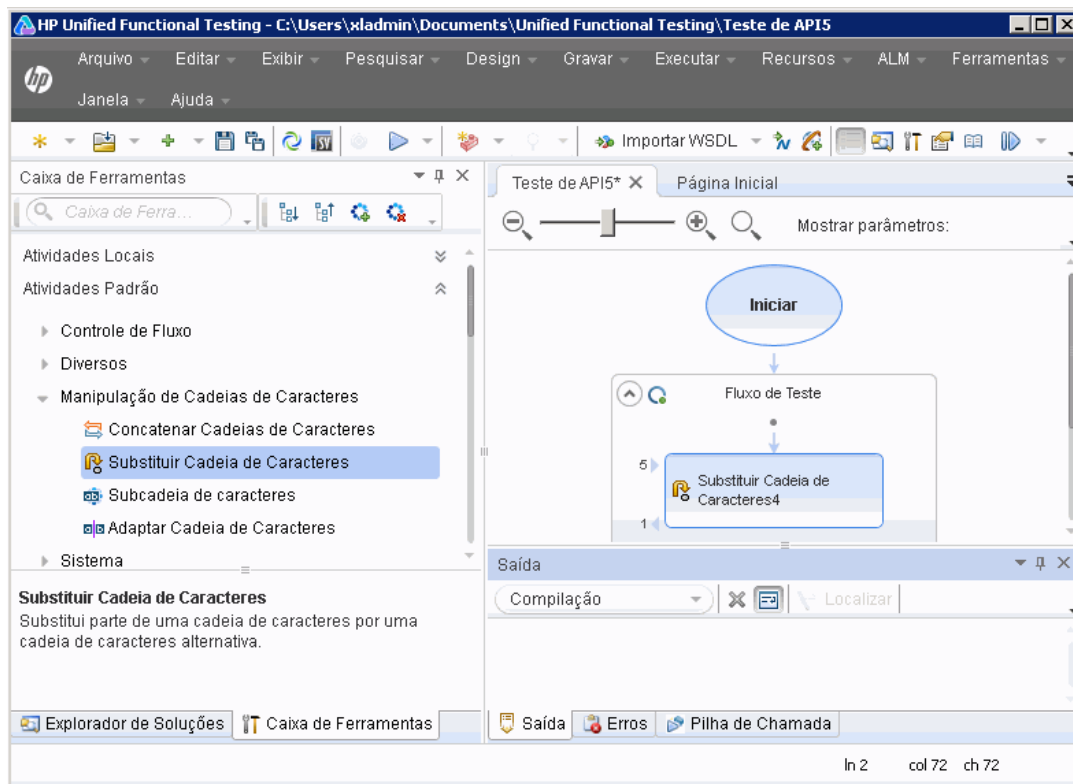 HP Unified Functional Testing - C:\Users\xladmin\Documents\Unified Functional Testing\Teste de API5
hp
Arquivo Editar Exibir Pesquisar Design Gravar Executar Recursos ALM Ferramentas
Janela Ajuda
SV Importar WSDL
Caixa de Ferramentas
Caixa de Ferra...
Atividades Locais
Atividades Padrão
Controle de Fluxo
Diversos
Manipulação de Cadeias de Caracteres
Concatenar Cadeias de Caracteres
Substituir Cadeia de Caracteres
Subcadeia de caracteres
Adaptar Cadeia de Caracteres
Sistema
Substituir Cadeia de Caracteres
Substitui parte de uma cadeia de caracteres por uma
cadeia de caracteres alternativa.
Explorador de Soluções Caixa de Ferramentas
Teste de API5* Página Inicial
Mostrar parâmetros:
Iniciar
Fluxo de Teste
5
Substituir Cadeia de
Caracteres4
1
Saída
Compilação Localizar
Saída Erros Pilha de Chamada
ln 2 col 72 ch 72